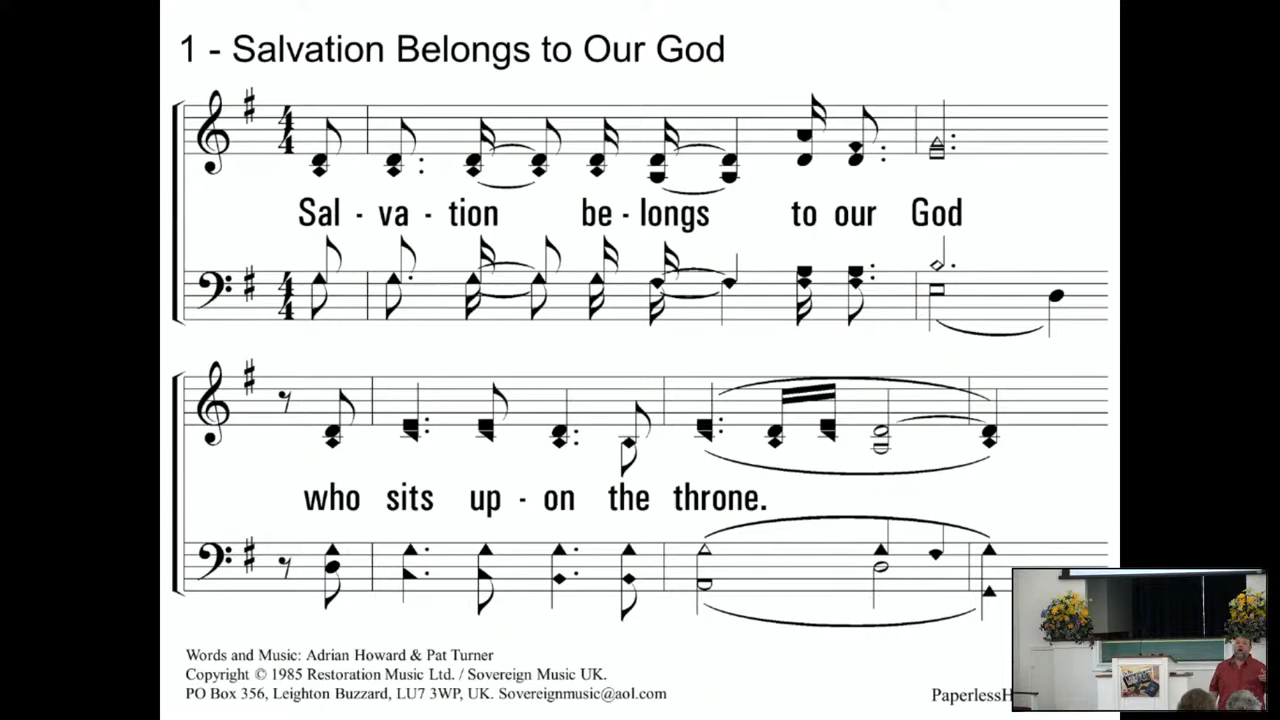 1 - Salvation Belongs to Our God
Sal - va - tion be - longs to our God
who sits up - on the throne.
Words and Music: Adrian Howard & Pat Turner
Copyright © 1985 Restoration Music Ltd. / Sovereign Music UK.
PO Box 356, Leighton Buzzard, LU7 3WP, UK. Sovereignmusic@aol.com